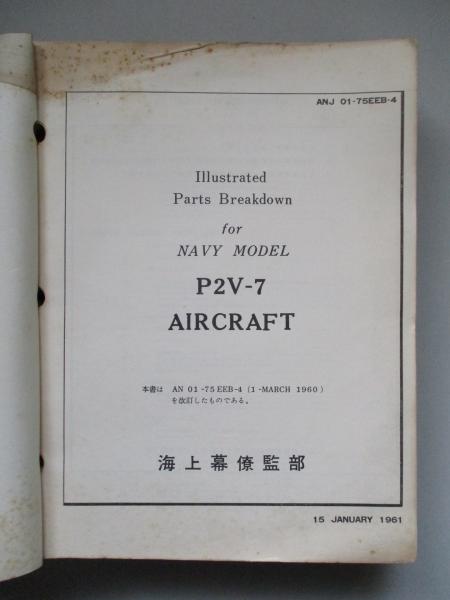 ANJ 01-75EEB-4
Illustrated
Parts Breakdown
for
NAVY MODEL
P2V-7
AIRCRAFT
本書は AN 01-75EEB-4 (1-MARCH 1960)
を改訂したものである。
海上幕僚監部
15 JANUARY 1961